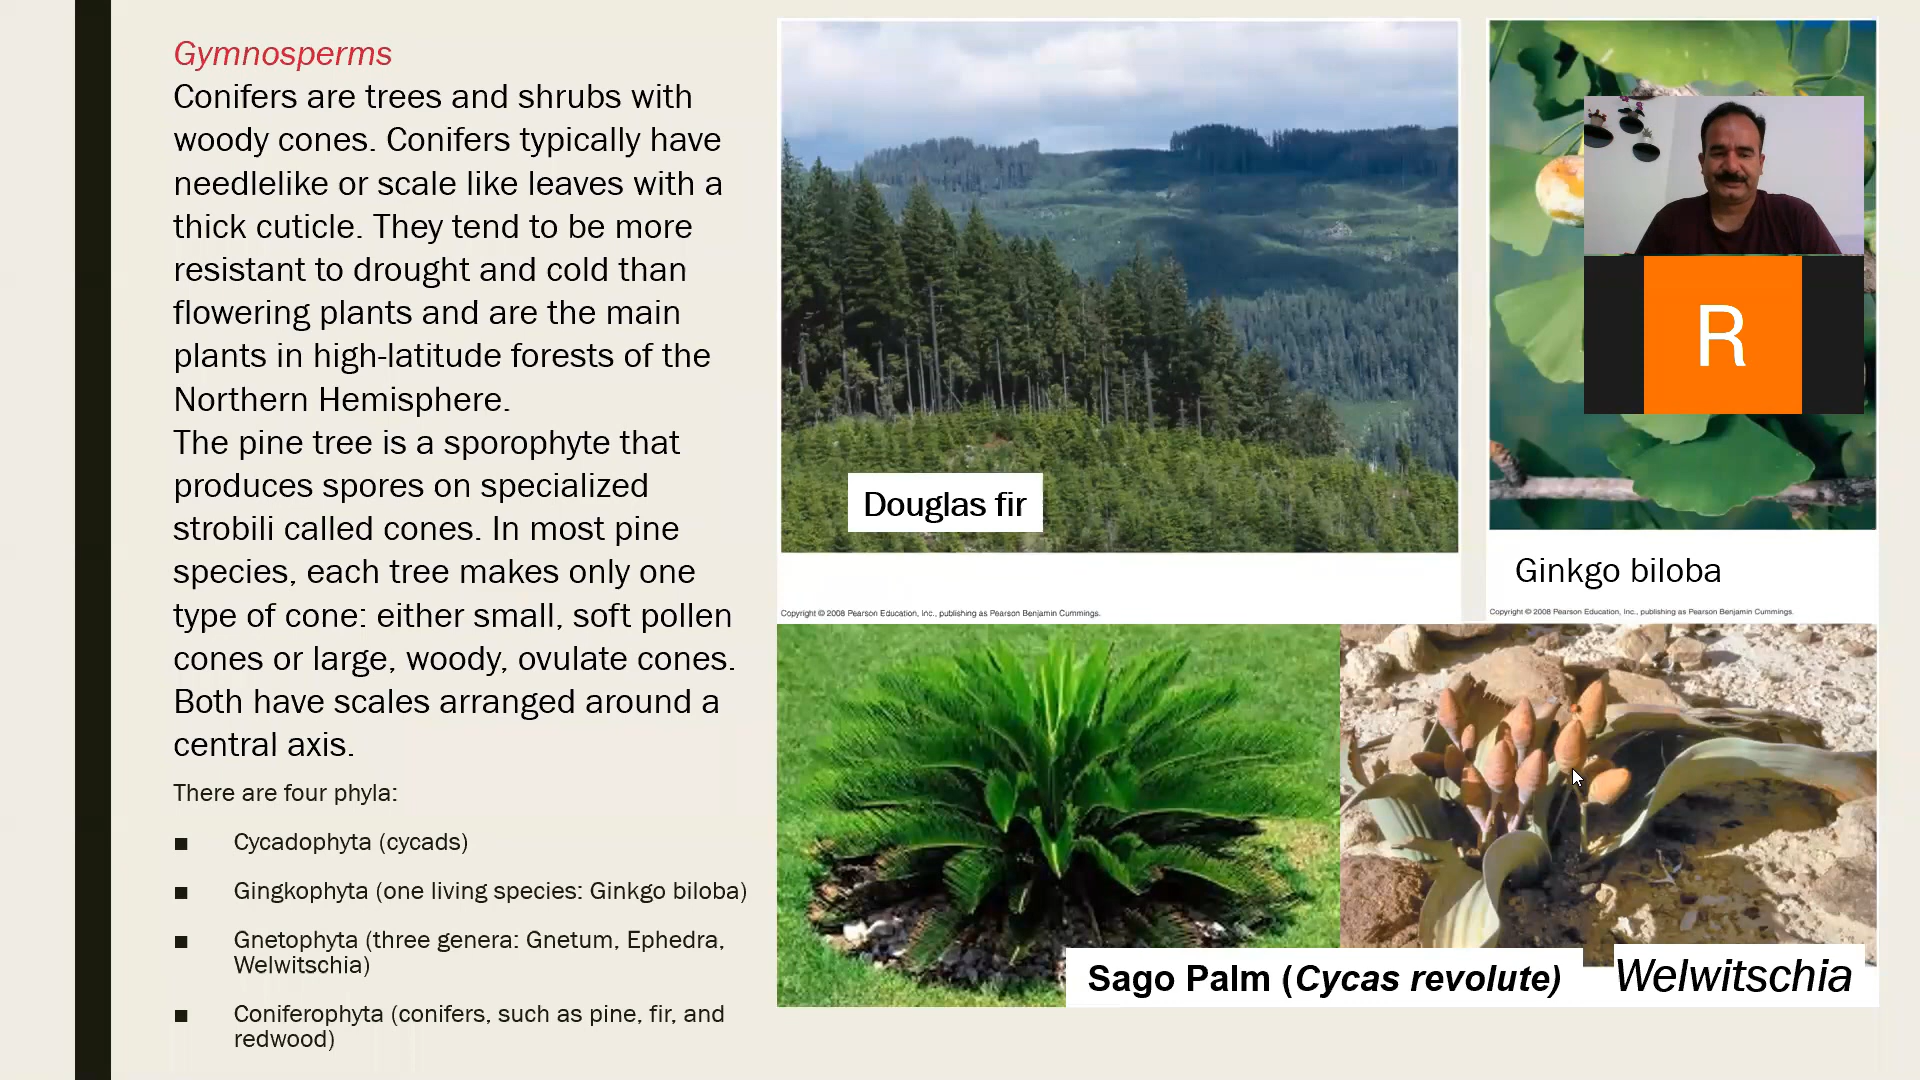 Gymnosperms
Conifers are trees and shrubs with
woody cones. Conifers typically have
needlelike or scale like leaves with a
thick cuticle. They tend to be more
resistant to drought and cold than
flowering plants and are the main
plants in high-latitude forests of the
Northern Hemisphere.
The pine tree is a sporophyte that
produces spores on specialized
strobili called cones. In most pine
species, each tree makes only one
type of cone: either small, soft pollen
cones or large, woody, ovulate cones.
Both have scales arranged around a
central axis.
There are four phyla:
■ Cycadophyta (cycads)
■ Gingkophyta (one living species: Ginkgo biloba)
■ Gnetophyta (three genera: Gnetum, Ephedra,
Welwitschia)
■ Coniferophyta (conifers, such as pine, fir, and
redwood)
Douglas fir
Copyright © 2008 Pearson Education, Inc., publishing as Pearson Benjamin Cummings.
R
Ginkgo biloba
Copyright © 2008 Pearson Education, Inc., publishing as Pearson Benjamin Cummings.
Sago Palm (Cycas revolute)
Welwitschia